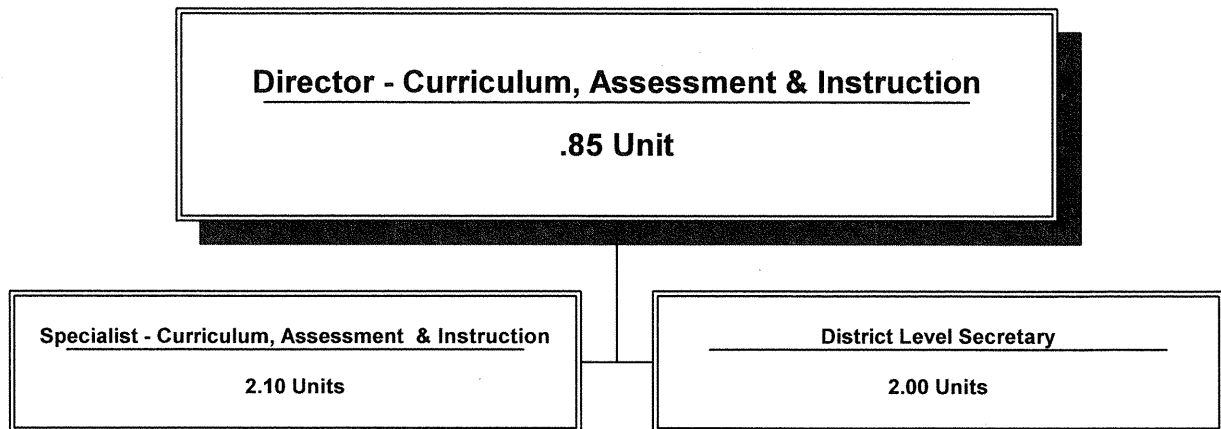 Director - Curriculum, Assessment & Instruction
.85 Unit
Specialist - Curriculum, Assessment & Instruction
2.10 Units
District Level Secretary
2.00 Units